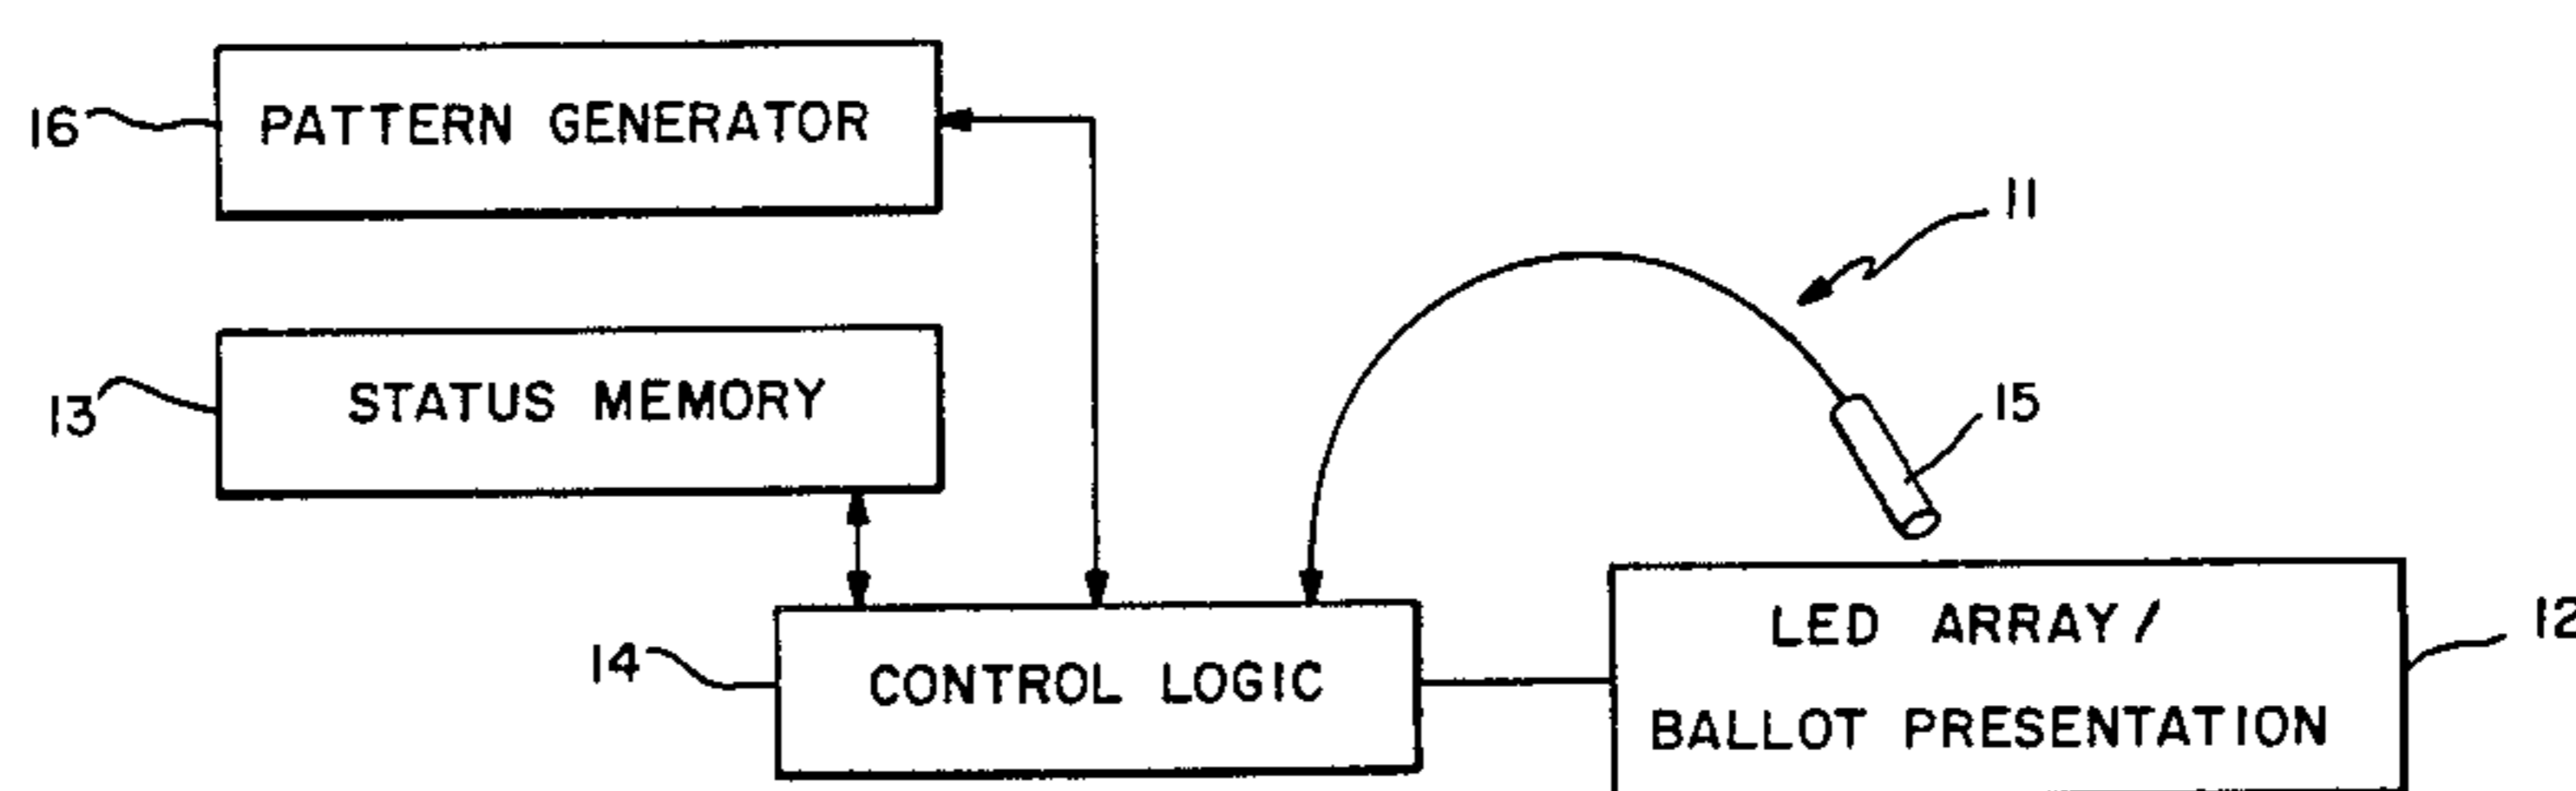 16 PATTERN GENERATOR
11
13 STATUS MEMORY
15
14 CONTROL LOGIC
LED ARRAY/ 12
BALLOT PRESENTATION